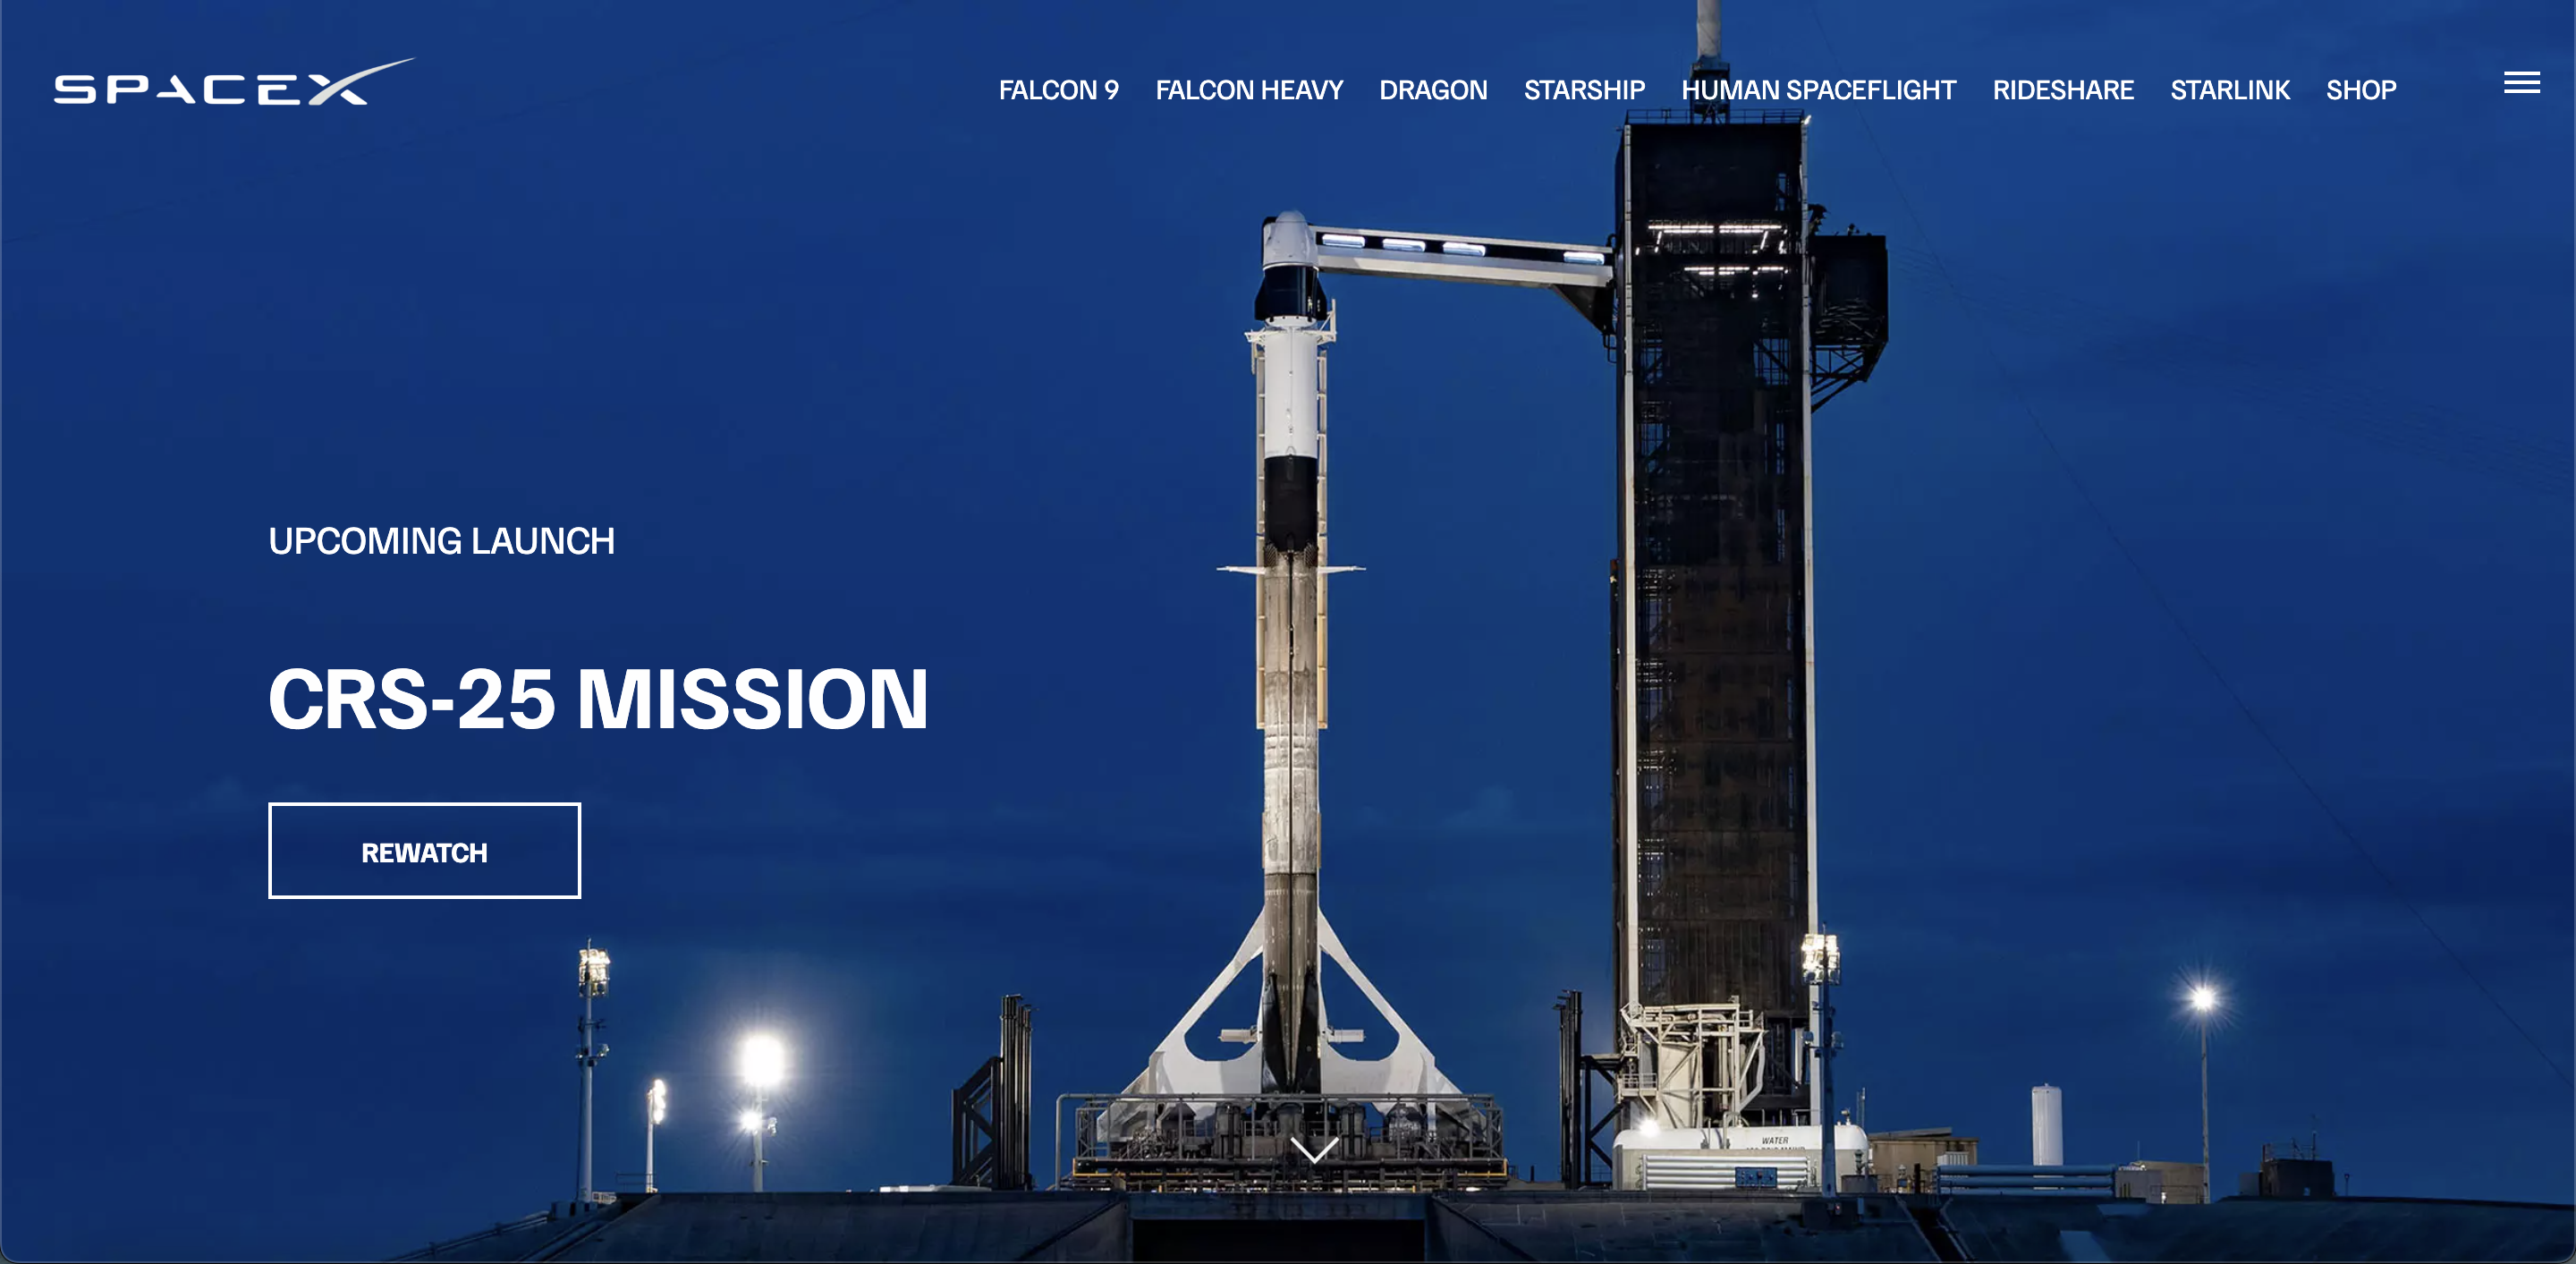 SPACEX
FALCON 9 FALCON HEAVY DRAGON STARSHIP HUMAN SPACEFLIGHT RIDESHARE STARLINK SHOP
UPCOMING LAUNCH
CRS-25 MISSION
REWATCH
WATER